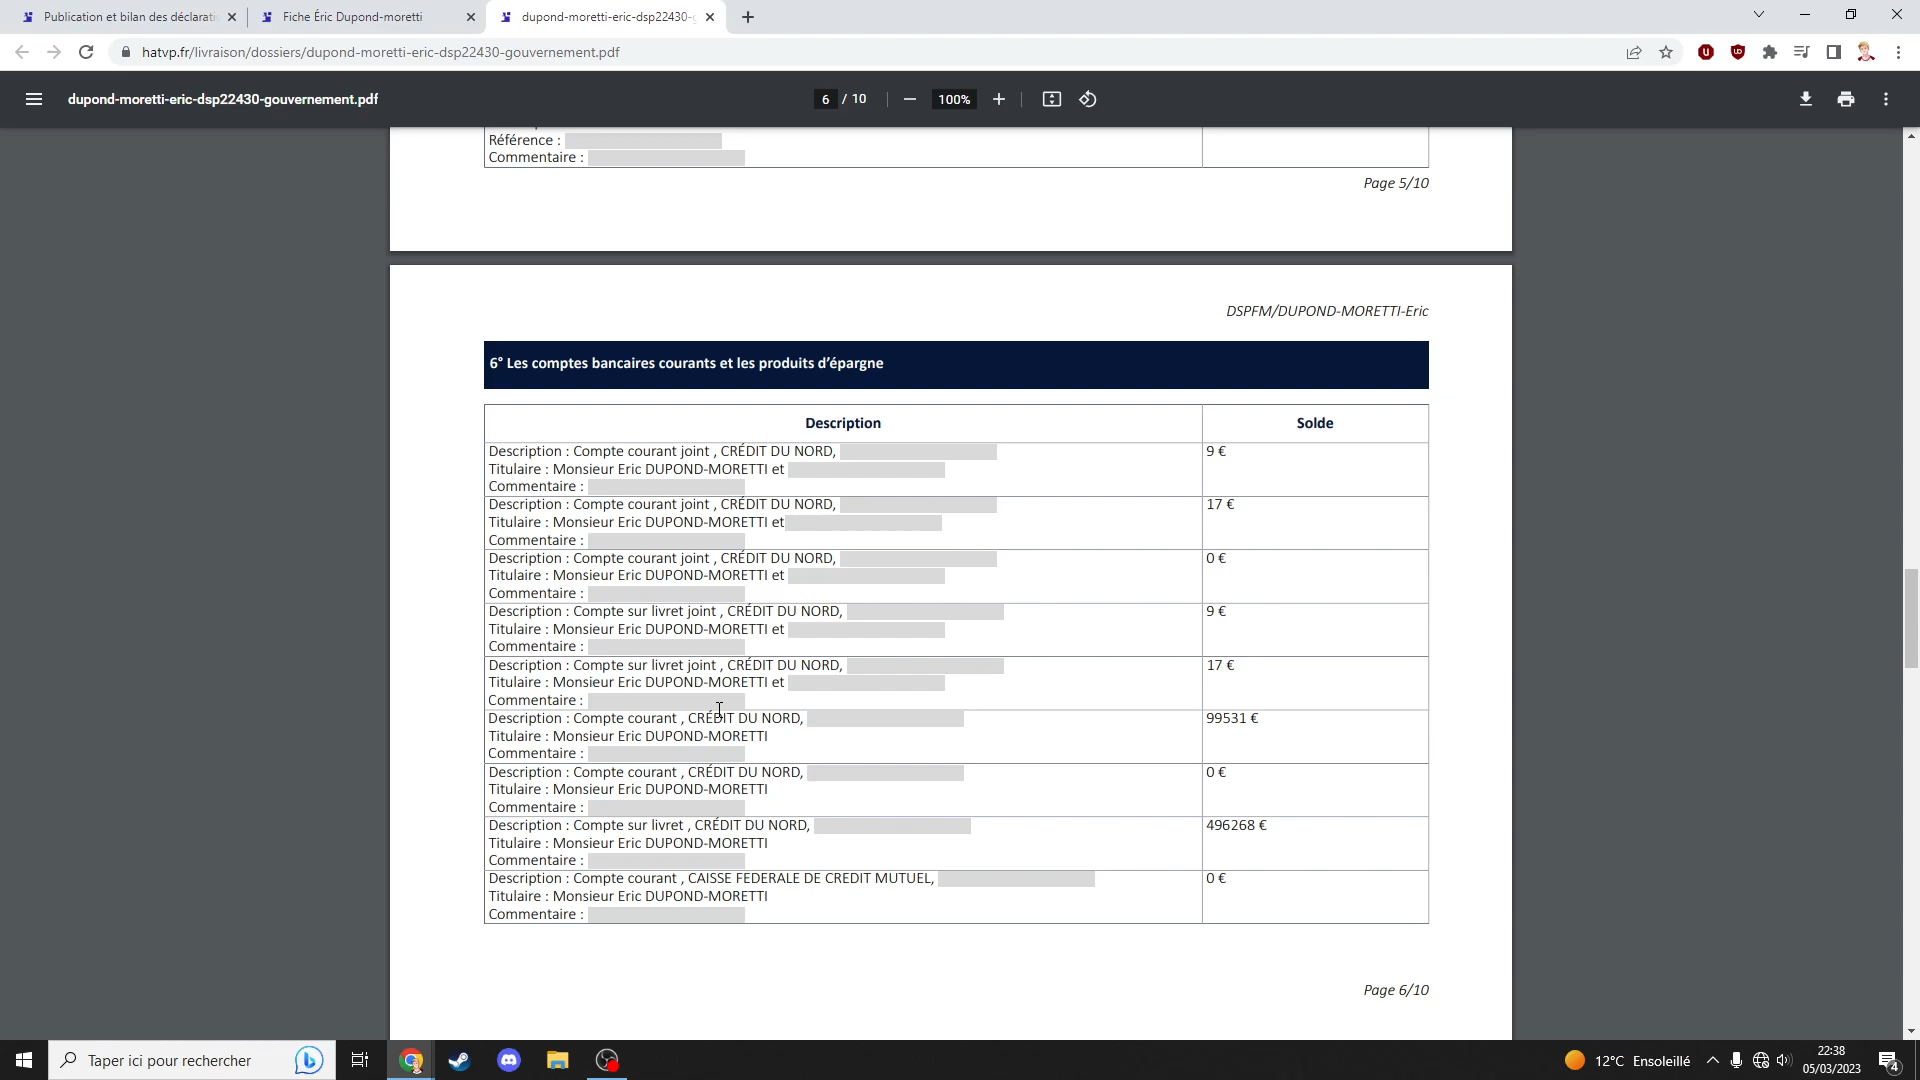 Publication et bilan des déclarati
Fiche Éric Dupond-moretti
dupond-moretti-eric-dsp22430-g
hatvp.fr/livraison/dossiers/dupond-moretti-eric-dsp22430-gouvernement.pdf
dupond-moretti-eric-dsp22430-gouvernement.pdf
6 / 10
100%
Référence :
Commentaire :
Page 5/10
DSPFM/DUPOND-MORETTI-Eric
6° Les comptes bancaires courants et les produits d'épargne
Description Solde
Description : Compte courant joint , CRÉDIT DU NORD, 9 €
Titulaire : Monsieur Eric DUPOND-MORETTI et
Commentaire :
Description : Compte courant joint , CRÉDIT DU NORD, 17 €
Titulaire : Monsieur Eric DUPOND-MORETTI et
Commentaire :
Description : Compte courant joint , CRÉDIT DU NORD, 0 €
Titulaire : Monsieur Eric DUPOND-MORETTI et
Commentaire :
Description : Compte sur livret joint , CRÉDIT DU NORD, 9 €
Titulaire : Monsieur Eric DUPOND-MORETTI et
Commentaire :
Description : Compte sur livret joint , CRÉDIT DU NORD, 17 €
Titulaire : Monsieur Eric DUPOND-MORETTI et
Commentaire :
Description : Compte courant , CRÉDIT DU NORD, 99531 €
Titulaire : Monsieur Eric DUPOND-MORETTI
Commentaire :
Description : Compte courant , CRÉDIT DU NORD, 0 €
Titulaire : Monsieur Eric DUPOND-MORETTI
Commentaire :
Description : Compte sur livret , CRÉDIT DU NORD, 496268 €
Titulaire : Monsieur Eric DUPOND-MORETTI
Commentaire :
Description : Compte courant , CAISSE FEDERALE DE CREDIT MUTUEL, 0 €
Titulaire : Monsieur Eric DUPOND-MORETTI
Commentaire :
Page 6/10
Taper ici pour rechercher
12°C Ensoleillé
22:38
05/03/2023
4